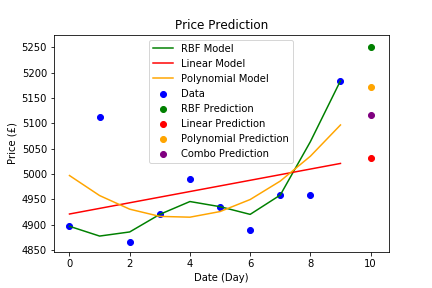 Price Prediction
Price (£)
5250
5200
5150
5100
5050
5000
4950
4900
4850
RBF Model
Linear Model
Polynomial Model
Data
RBF Prediction
Linear Prediction
Polynomial Prediction
Combo Prediction
0 2 4 6 8 10
Date (Day)